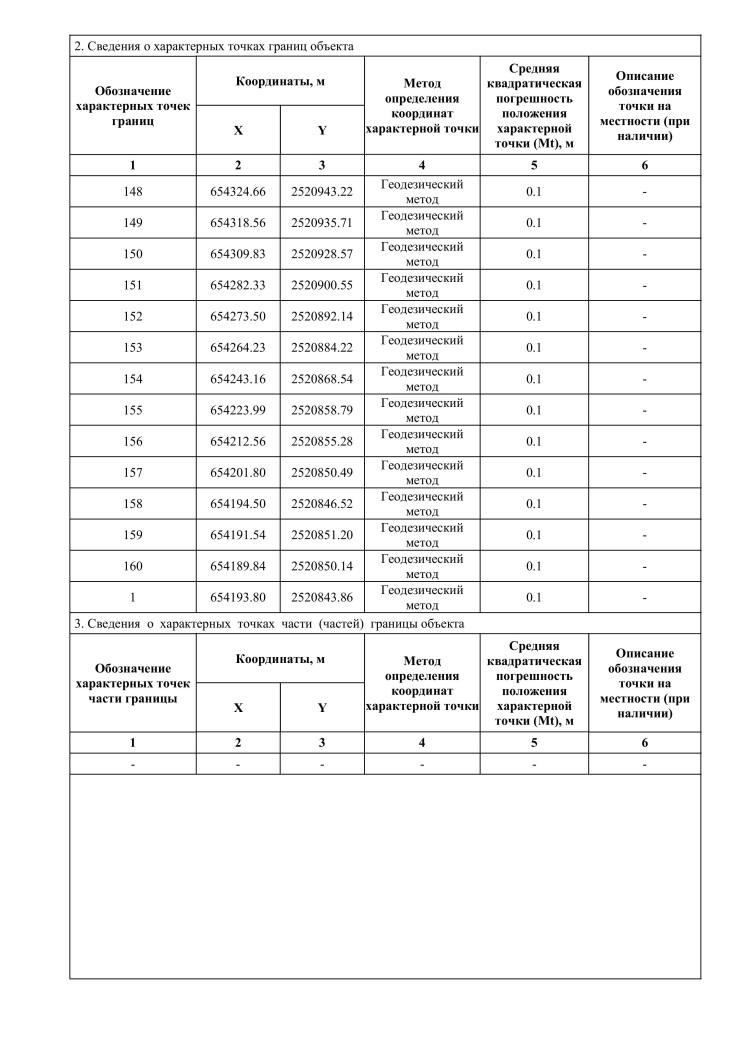 2. Сведения о характерных точках границ объекта
Обозначение характерных точек границ | Координаты, м | Метод определения координат характерной точки | Средняя квадратическая погрешность положения характерной точки (Mt), м | Описание обозначения точки на местности (при наличии)
X | Y
1 | 2 | 3 | 4 | 5 | 6
148 | 654324.66 | 2520943.22 | Геодезический метод | 0.1 | -
149 | 654318.56 | 2520935.71 | Геодезический метод | 0.1 | -
150 | 654309.83 | 2520928.57 | Геодезический метод | 0.1 | -
151 | 654282.33 | 2520900.55 | Геодезический метод | 0.1 | -
152 | 654273.50 | 2520892.14 | Геодезический метод | 0.1 | -
153 | 654264.23 | 2520884.22 | Геодезический метод | 0.1 | -
154 | 654243.16 | 2520868.54 | Геодезический метод | 0.1 | -
155 | 654223.99 | 2520858.79 | Геодезический метод | 0.1 | -
156 | 654212.56 | 2520855.28 | Геодезический метод | 0.1 | -
157 | 654201.80 | 2520850.49 | Геодезический метод | 0.1 | -
158 | 654194.50 | 2520846.52 | Геодезический метод | 0.1 | -
159 | 654191.54 | 2520851.20 | Геодезический метод | 0.1 | -
160 | 654189.84 | 2520850.14 | Геодезический метод | 0.1 | -
1 | 654193.80 | 2520843.86 | Геодезический метод | 0.1 | -
3. Сведения о характерных точках части (частей) границы объекта
Обозначение характерных точек части границы | Координаты, м | Метод определения координат характерной точки | Средняя квадратическая погрешность положения характерной точки (Mt), м | Описание обозначения точки на местности (при наличии)
X | Y
1 | 2 | 3 | 4 | 5 | 6
- | - | - | - | - | -